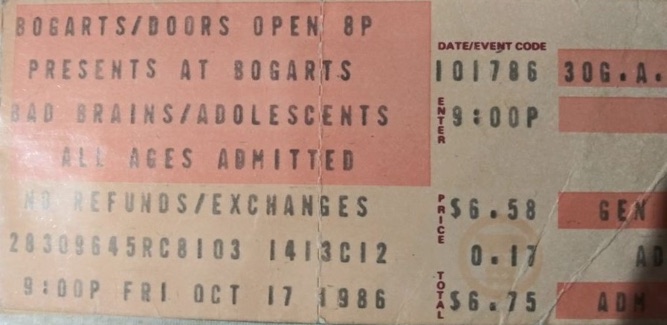 BOGARTS/DOORS OPEN 8P
PRESENTS AT BOGARTS
BAD BRAINS/ADOLESCENTS
ALL AGES ADMITTED
NO REFUNDS/EXCHANGES
28309645RC8103 1413C12
9:00P FRI OCT 17 1986
DATE/EVENT CODE
101786 30G.A.
ENTER 9:00P
PRICE $6.58 GEN
0.17 AD
TOTAL $6.75 ADM